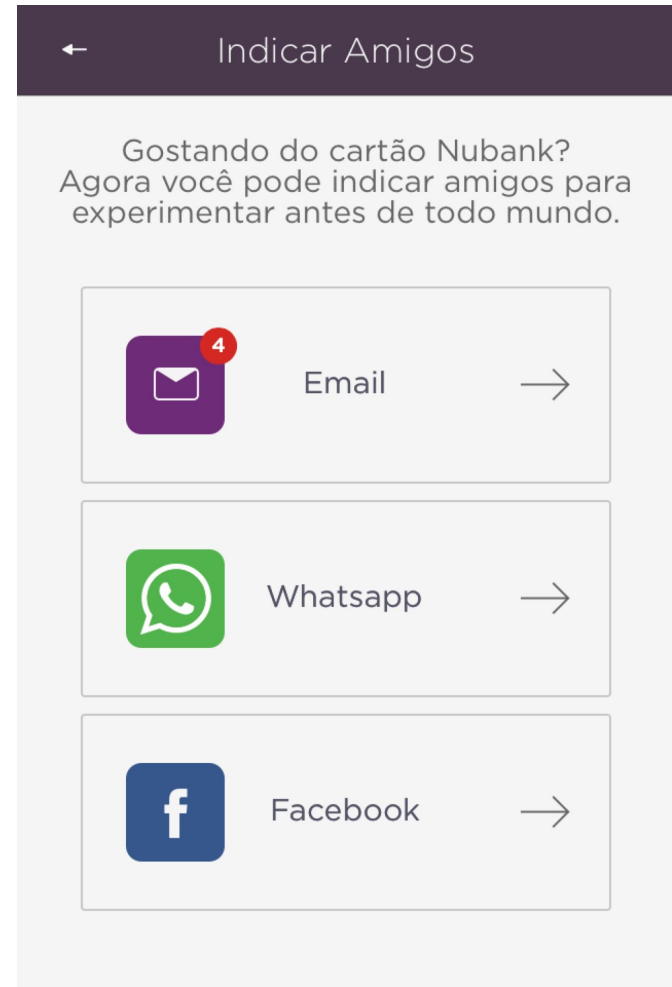 Indicar Amigos
Gostando do cartão Nubank?
Agora você pode indicar amigos para
experimentar antes de todo mundo.
4
Email
Whatsapp
f
Facebook